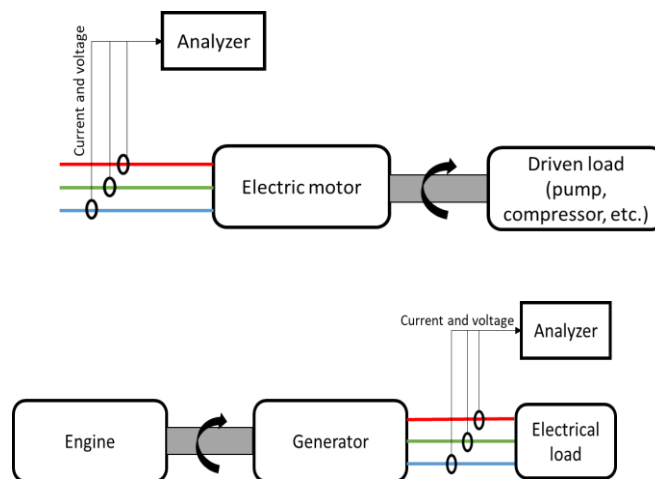 Analyzer
Current and voltage
Electric motor
Driven load
(pump,
compressor, etc.)
Current and voltage
Analyzer
Engine
Generator
Electrical
load